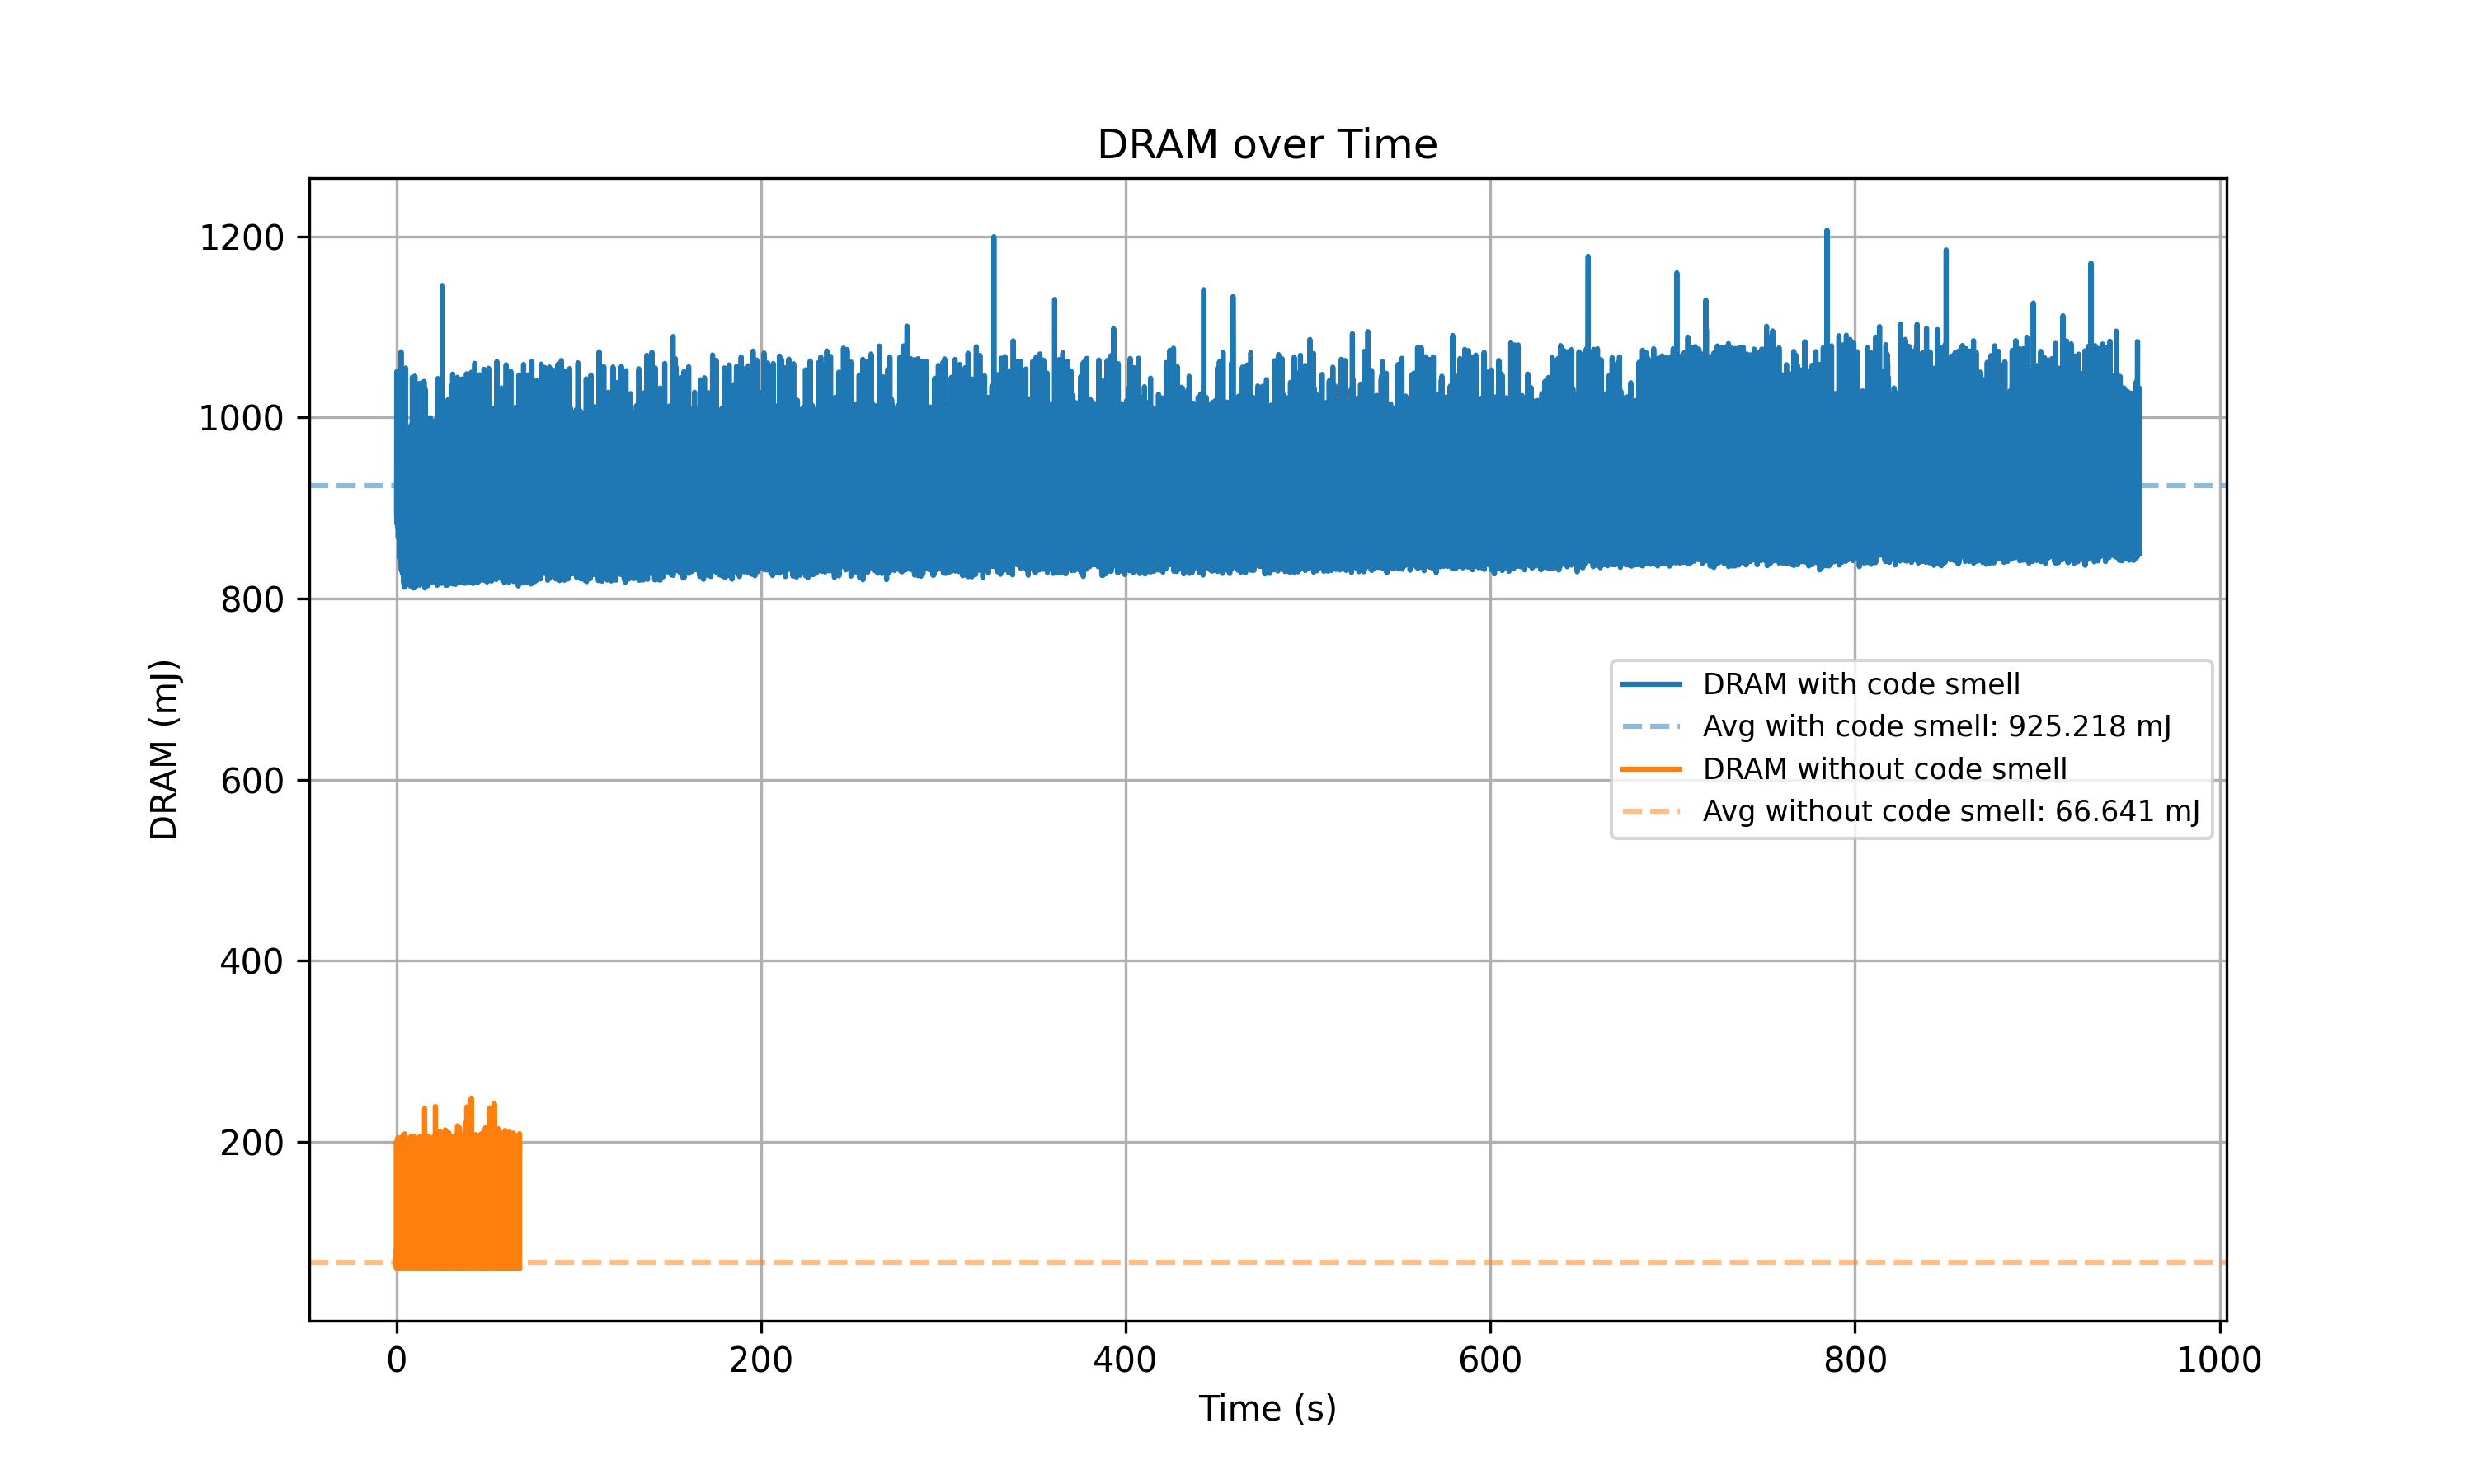 DRAM over Time
1200
1000
800
600
400
200
DRAM (mJ)
DRAM with code smell
Avg with code smell: 925.218 mJ
DRAM without code smell
Avg without code smell: 66.641 mJ
0
200
400
600
800
1000
Time (s)